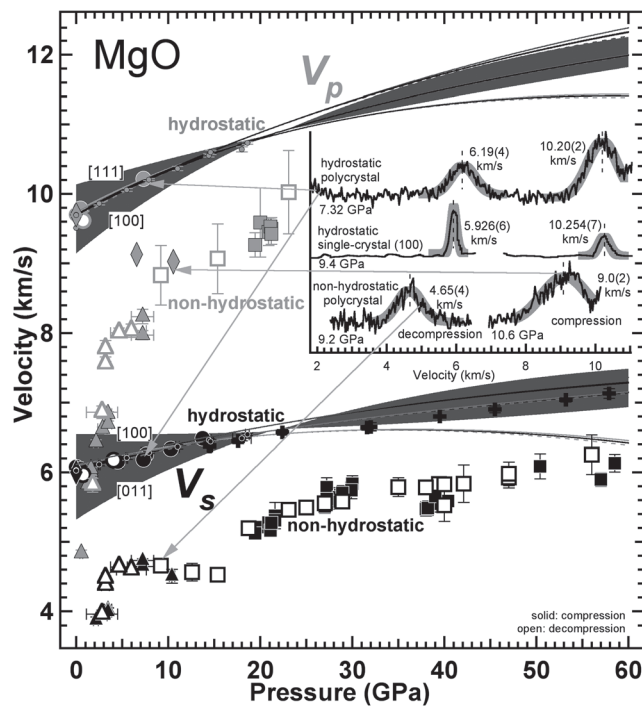 MgO
Vp
hydrostatic
[111]
[100]
non-hydrostatic
hydrostatic
polycrystal
7.32 GPa
6.19(4)
km/s
10.20(2)
km/s
hydrostatic
single-crystal (100)
9.4 GPa
5.926(6)
km/s
10.254(7)
km/s
non-hydrostatic
polycrystal
9.2 GPa
4.65(4)
km/s
decompression
10.6 GPa
9.0(2)
km/s
compression
2 4 6 8 10
Velocity (km/s)
[100]
hydrostatic
[011]
Vs
non-hydrostatic
solid: compression
open: decompression
12
10
8
6
4
Velocity (km/s)
0 10 20 30 40 50 60
Pressure (GPa)